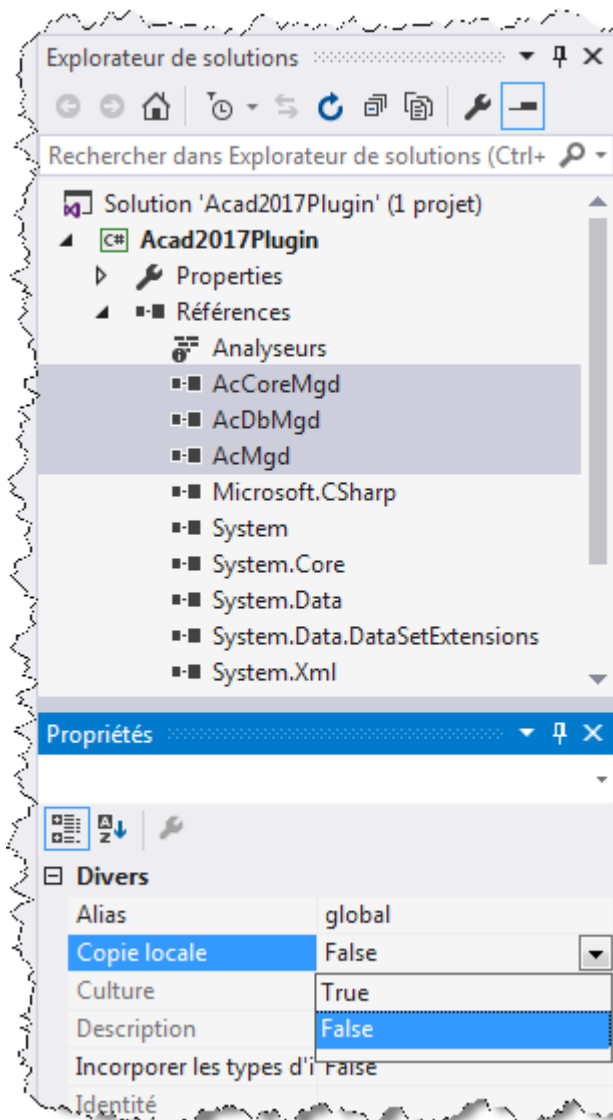 Explorateur de solutions
Rechercher dans Explorateur de solutions (Ctrl+
Solution 'Acad2017Plugin' (1 projet)
C# Acad2017Plugin
Properties
Références
Analyseurs
AcCoreMgd
AcDbMgd
AcMgd
Microsoft.CSharp
System
System.Core
System.Data
System.Data.DataSetExtensions
System.Xml
Propriétés
Divers
Alias global
Copie locale False
Culture True
Description False
Incorporer les types d'i False
Identité